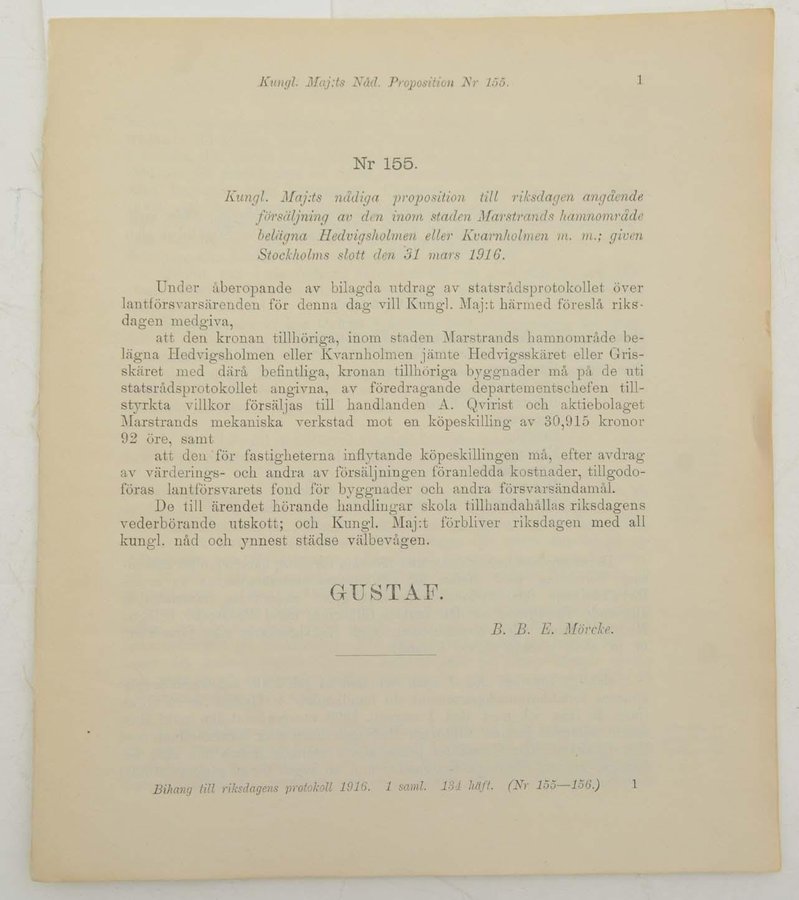 Kungl. Maj:ts Nåd. Proposition Nr 155. 1
Nr 155.
Kungl. Maj:ts nådiga proposition till riksdagen angående
försäljning av den inom staden Marstrands hamnområde
belägna Hedvigsholmen eller Kvarnholmen m. m.; given
Stockholms slott den 31 mars 1916.
Under åberopande av bilagda utdrag av statsrådsprotokollet över
lantförsvarsärenden för denna dag vill Kungl. Maj:t härmed föreslå riks-
dagen medgiva,
att den kronan tillhöriga, inom staden Marstrands hamnområde be-
lägna Hedvigsholmen eller Kvarnholmen jämte Hedvigsskäret eller Gris-
skäret med därå befintliga, kronan tillhöriga byggnader må på de uti
statsrådsprotokollet angivna, av föredragande departementschefen till-
styrkta villkor försäljas till handlanden A. Qvirist och aktiebolaget
Marstrands mekaniska verkstad mot en köpeskilling av 30,915 kronor
92 öre, samt
att den för fastigheterna inflytande köpeskillingen må, efter avdrag
av värderings- och andra av försäljningen föranledda kostnader, tillgodo-
föras lantförsvarets fond för byggnader och andra försvarsändamål.
De till ärendet hörande handlingar skola tillhandahållas riksdagens
vederbörande utskott; och Kungl. Maj:t förbliver riksdagen med all
kungl. nåd och ynnest städse välbevågen.
GUSTAF.
B. B. E. Mörcke.
Bihang till riksdagens protokoll 1916. 1 saml. 134 häft. (Nr 155—156.) 1